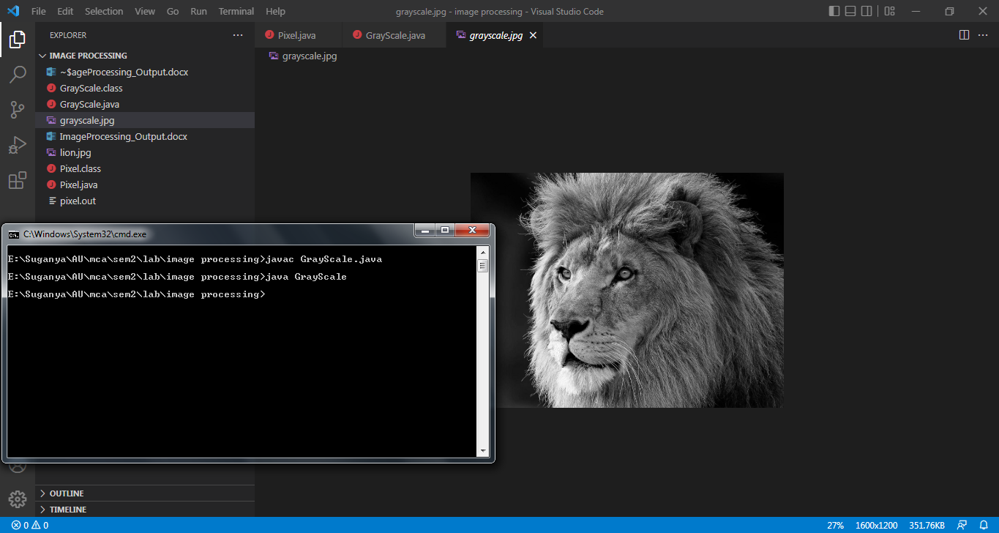 File Edit Selection View Go Run Terminal Help
grayscale.jpg - image processing - Visual Studio Code
EXPLORER
IMAGE PROCESSING
~$ageProcessing_Output.docx
GrayScale.class
GrayScale.java
grayscale.jpg
ImageProcessing_Output.docx
lion.jpg
Pixel.class
Pixel.java
pixel.out
OUTLINE
TIMELINE
Pixel.java GrayScale.java grayscale.jpg
grayscale.jpg
C:\Windows\System32\cmd.exe
E:\Suganya\AU\mca\sem2\lab\image processing>javac GrayScale.java
E:\Suganya\AU\mca\sem2\lab\image processing>java GrayScale
E:\Suganya\AU\mca\sem2\lab\image processing>
0 0 27% 1600x1200 351.76KB